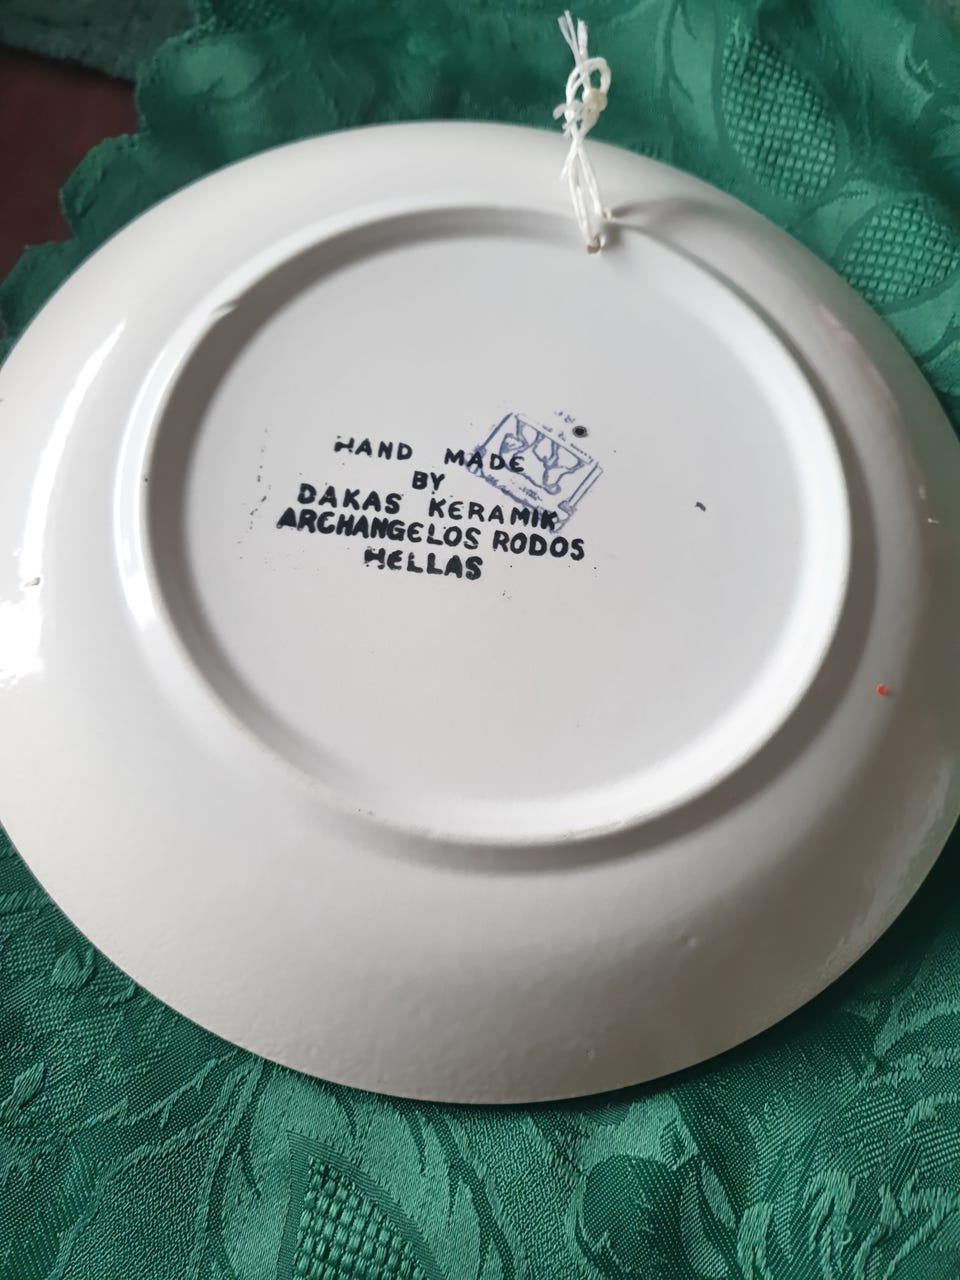 HAND MADE
BY
DAKAS KERAMIK
ARCHANGELOS RODOS
HELLAS